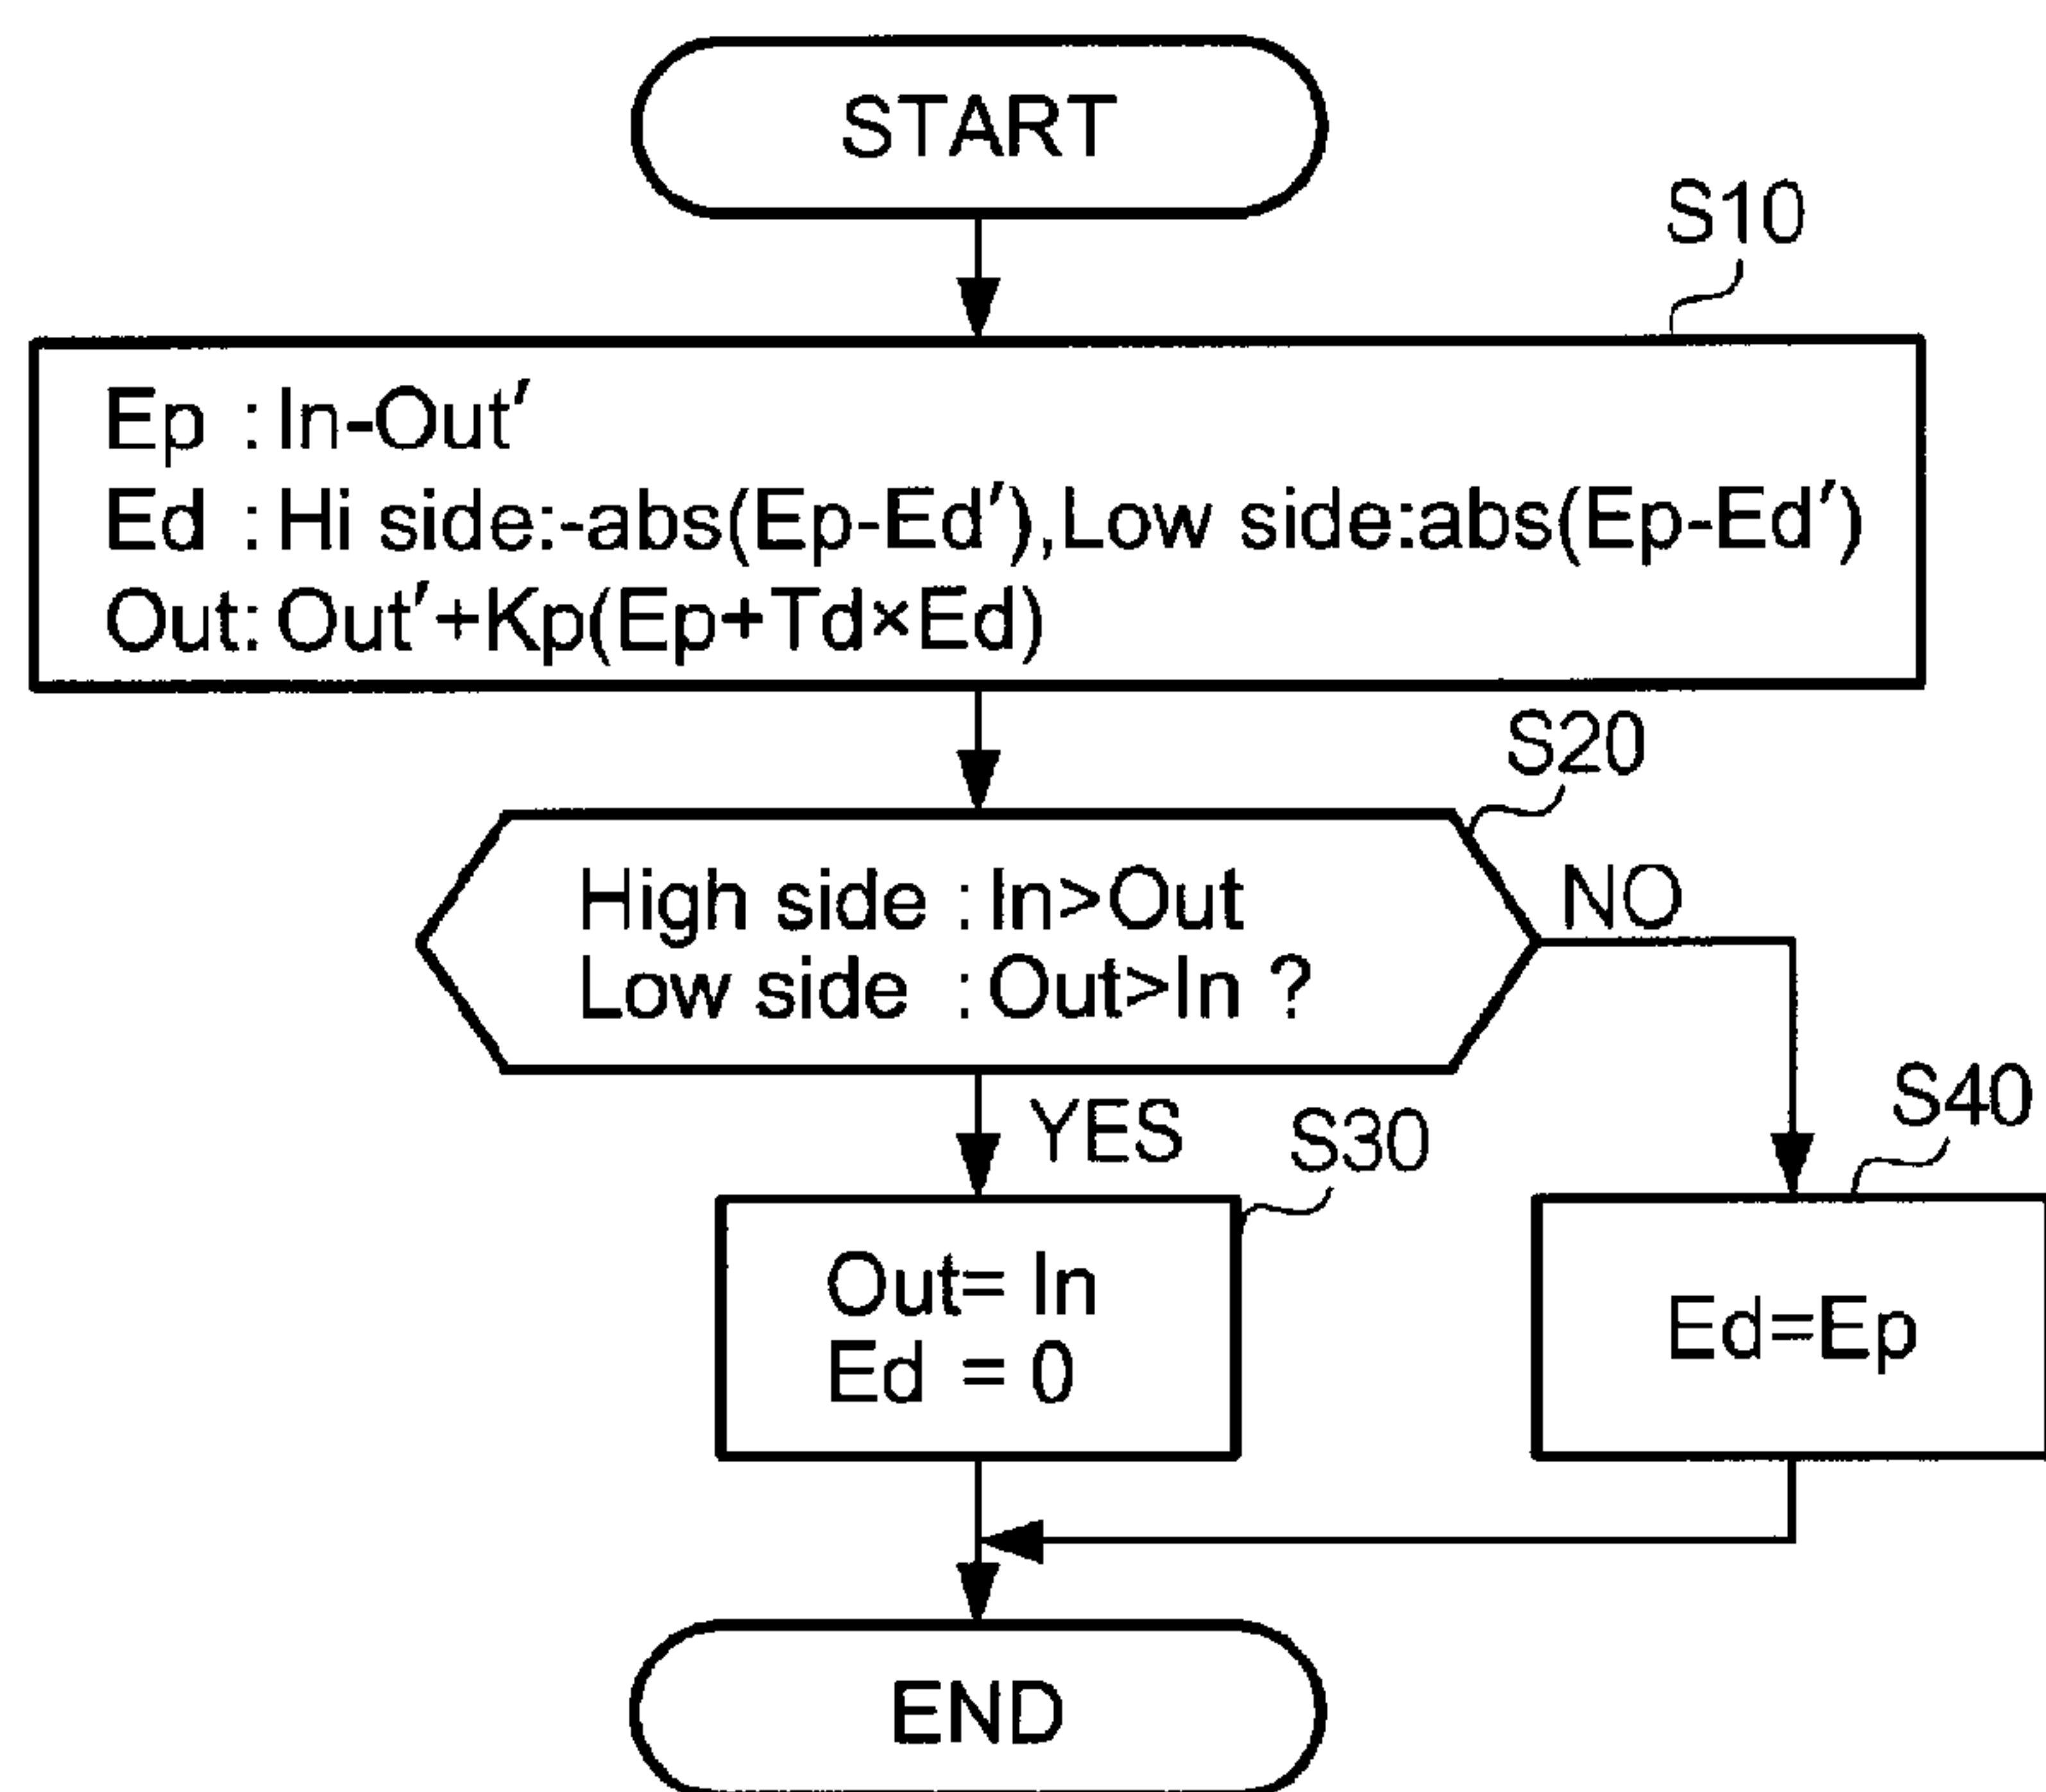 START
S10
Ep : In-Out′
Ed : Hi side:-abs(Ep-Ed′),Low side:abs(Ep-Ed′)
Out: Out′+Kp(Ep+Td×Ed)
S20
High side : In>Out
Low side : Out>In ?
NO
YES
S30
S40
Out= In
Ed = 0
Ed=Ep
END